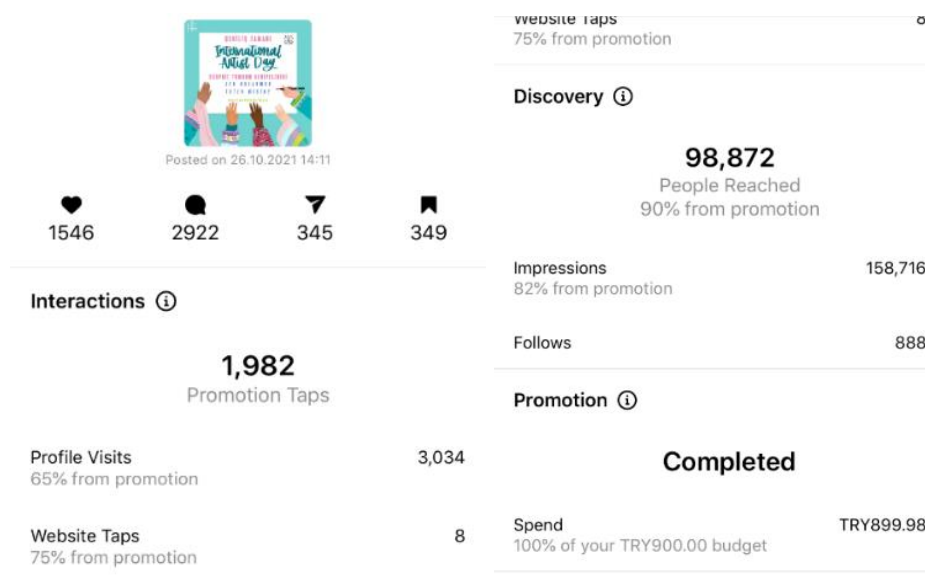 International
Artist Day
Posted on 26.10.2021 14:11
1546
2922
345
349
Interactions
1,982
Promotion Taps
Profile Visits
3,034
65% from promotion
Website Taps
8
75% from promotion
Website Taps
8
75% from promotion
Discovery
98,872
People Reached
90% from promotion
Impressions
158,716
82% from promotion
Follows
888
Promotion
Completed
Spend
TRY899.98
100% of your TRY900.00 budget